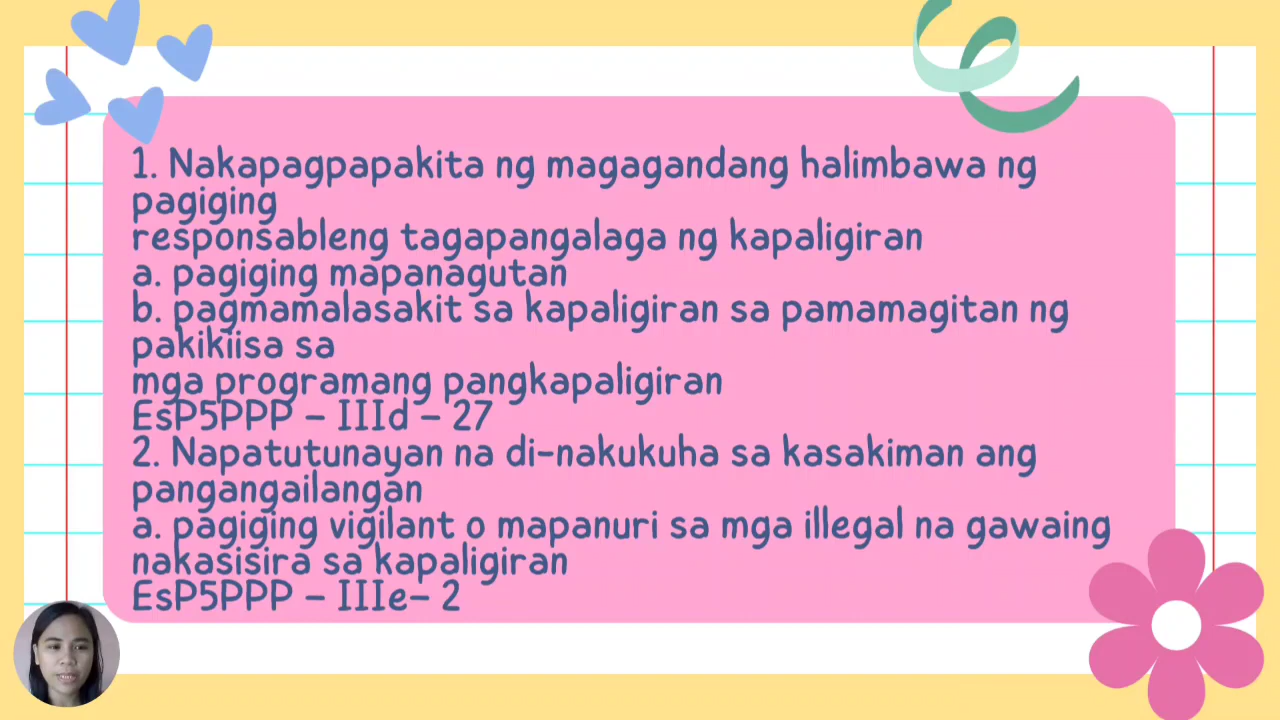 1. Nakapagpapakita ng magagandang halimbawa ng
pagiging
responsableng tagapangalaga ng kapaligiran
a. pagiging mapanagutan
b. pagmamalasakit sa kapaligiran sa pamamagitan ng
pakikiisa sa
mga programang pangkapaligiran
EsP5PPP – IIId – 27
2. Napatutunayan na di-nakukuha sa kasakiman ang
pangangailangan
a. pagiging vigilant o mapanuri sa mga illegal na gawaing
nakasisira sa kapaligiran
EsP5PPP – IIIe– 2